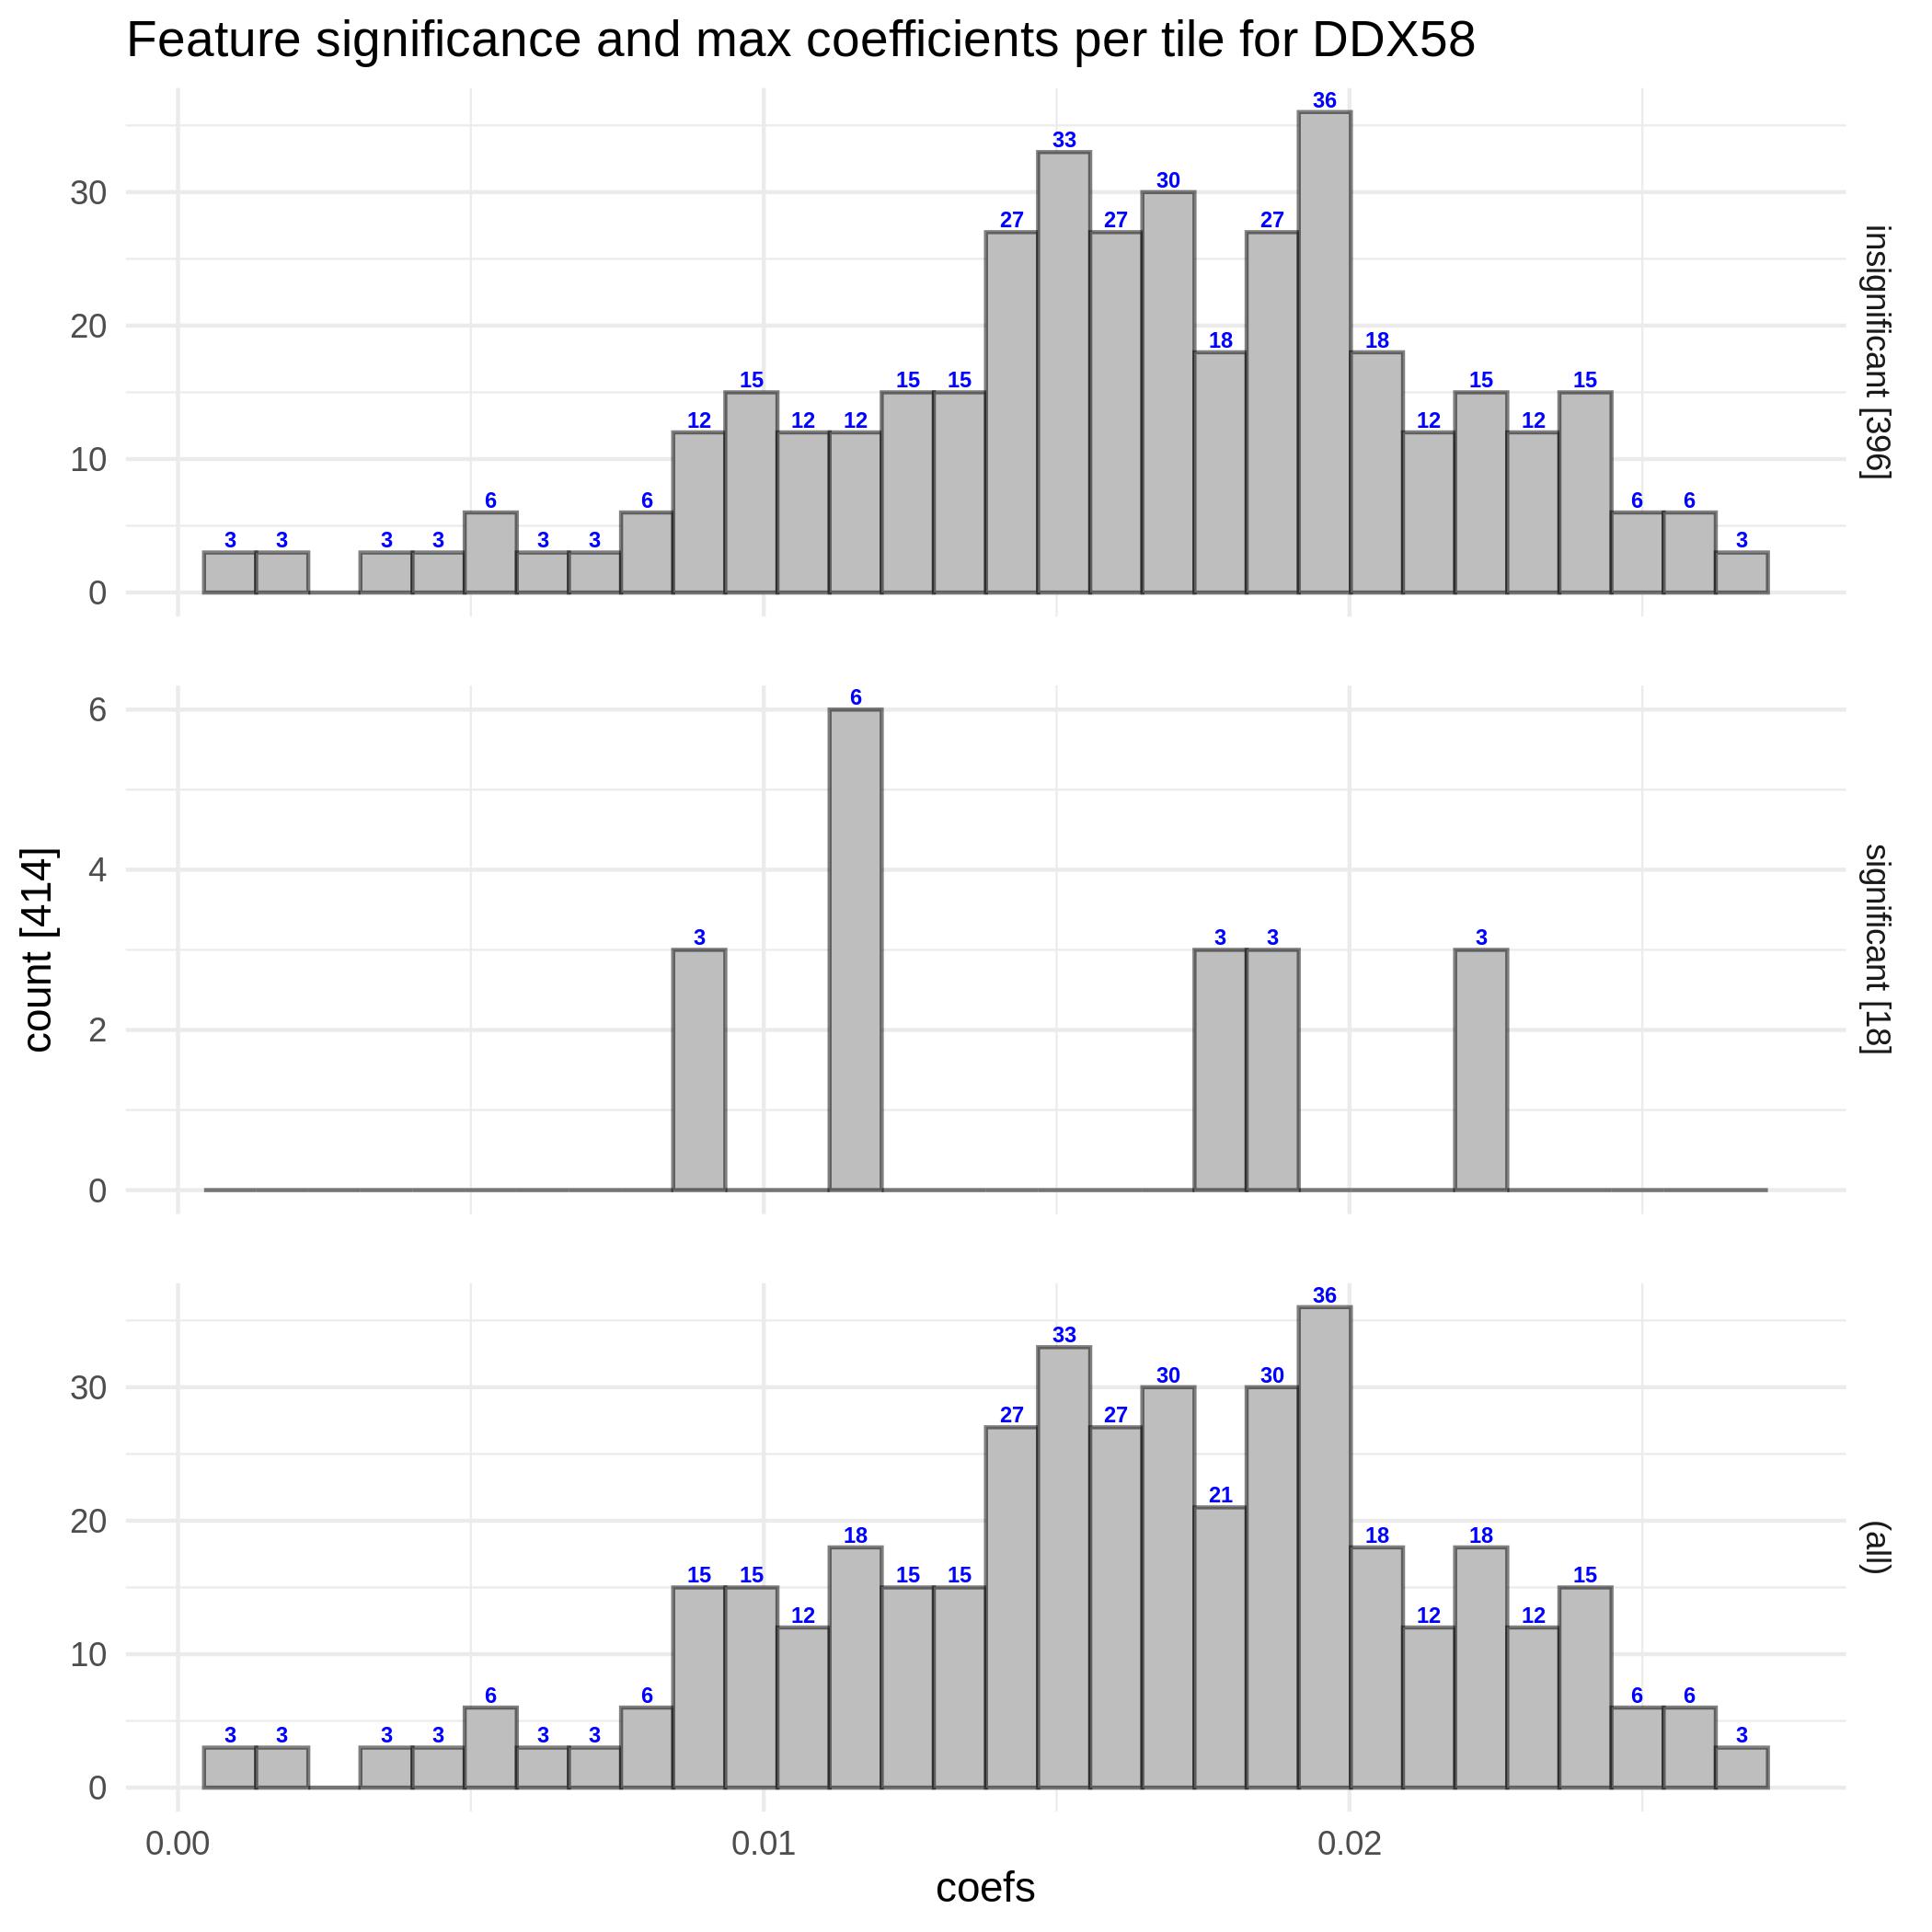 Feature significance and max coefficients per tile for DDX58
36
33
30
27 27 27
18 18
15 15 15 15 15
12 12 12 12 12
6 6 6 6
3 3 3 3 3 3 3
30
20
10
0
insignificant [396]
6
3 3 3 3
6
4
2
0
significant [18]
count [414]
36
33
30 30
27 27
21
18 18 18
15 15 15 15 15
12 12 12
6 6 6 6
3 3 3 3 3 3 3
30
20
10
0
(all)
0.00 0.01 0.02
coefs